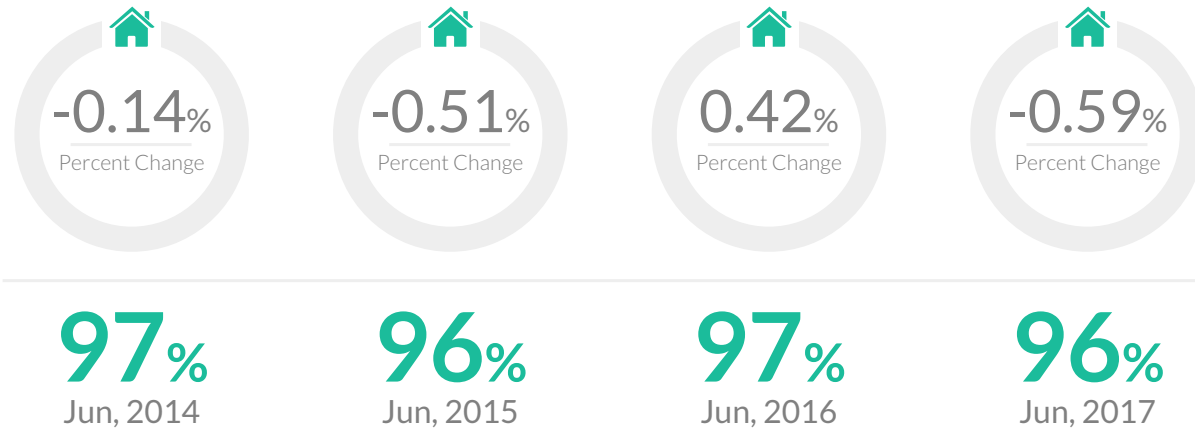 -0.14% -0.51% 0.42% -0.59%
Percent Change Percent Change Percent Change Percent Change
97% 96% 97% 96%
Jun, 2014 Jun, 2015 Jun, 2016 Jun, 2017